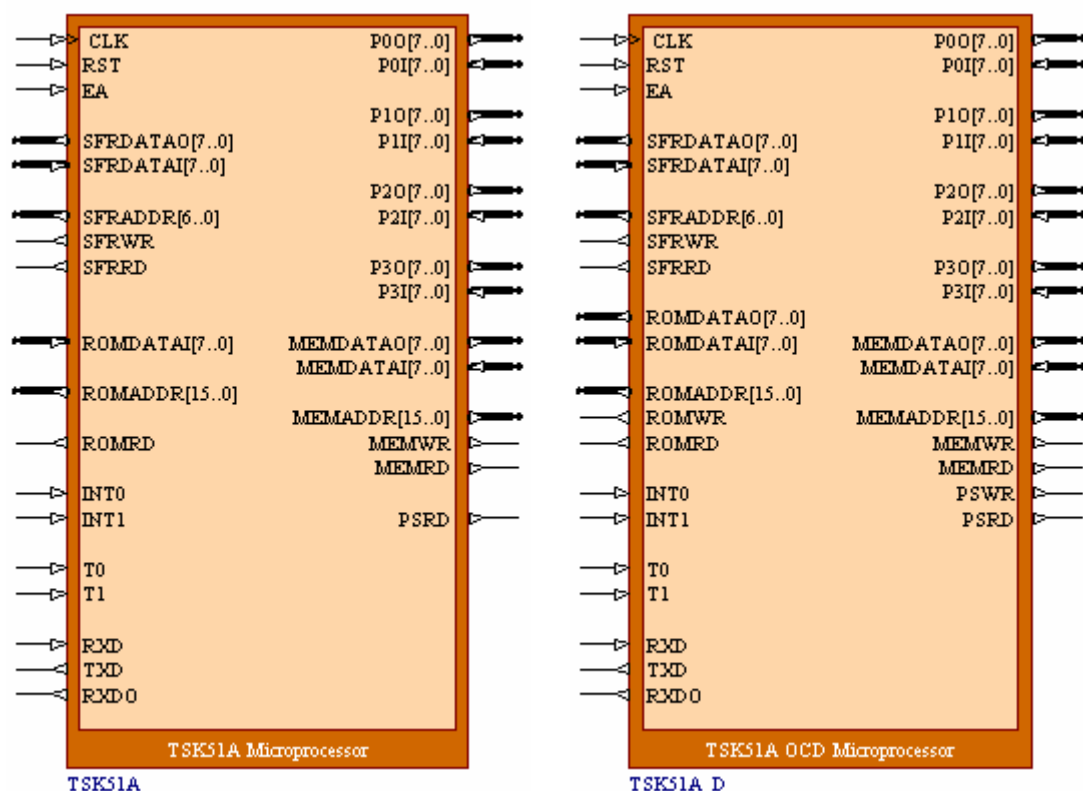 CLK P0O[7..0]
RST P0I[7..0]
EA
P1O[7..0]
SFRDATAO[7..0] P1I[7..0]
SFRDATAI[7..0]
P2O[7..0]
SFRADDR[6..0] P2I[7..0]
SFRWR
SFRRD P3O[7..0]
P3I[7..0]
ROMDATAI[7..0] MEMDATAO[7..0]
MEMDATAI[7..0]
ROMADDR[15..0]
MEMADDR[15..0]
ROMRD MEMWR
MEMRD
INT0
INT1 PSRD
T0
T1
RXD
TXD
RXDO
TSK51A Microprocessor
TSK51A
CLK P0O[7..0]
RST P0I[7..0]
EA
P1O[7..0]
SFRDATAO[7..0] P1I[7..0]
SFRDATAI[7..0]
P2O[7..0]
SFRADDR[6..0] P2I[7..0]
SFRWR
SFRRD P3O[7..0]
P3I[7..0]
ROMDATAO[7..0]
ROMDATAI[7..0] MEMDATAO[7..0]
MEMDATAI[7..0]
ROMADDR[15..0]
ROMWR MEMADDR[15..0]
ROMRD MEMWR
MEMRD
INT0 PSWR
INT1 PSRD
T0
T1
RXD
TXD
RXDO
TSK51A OCD Microprocessor
TSK51A_D